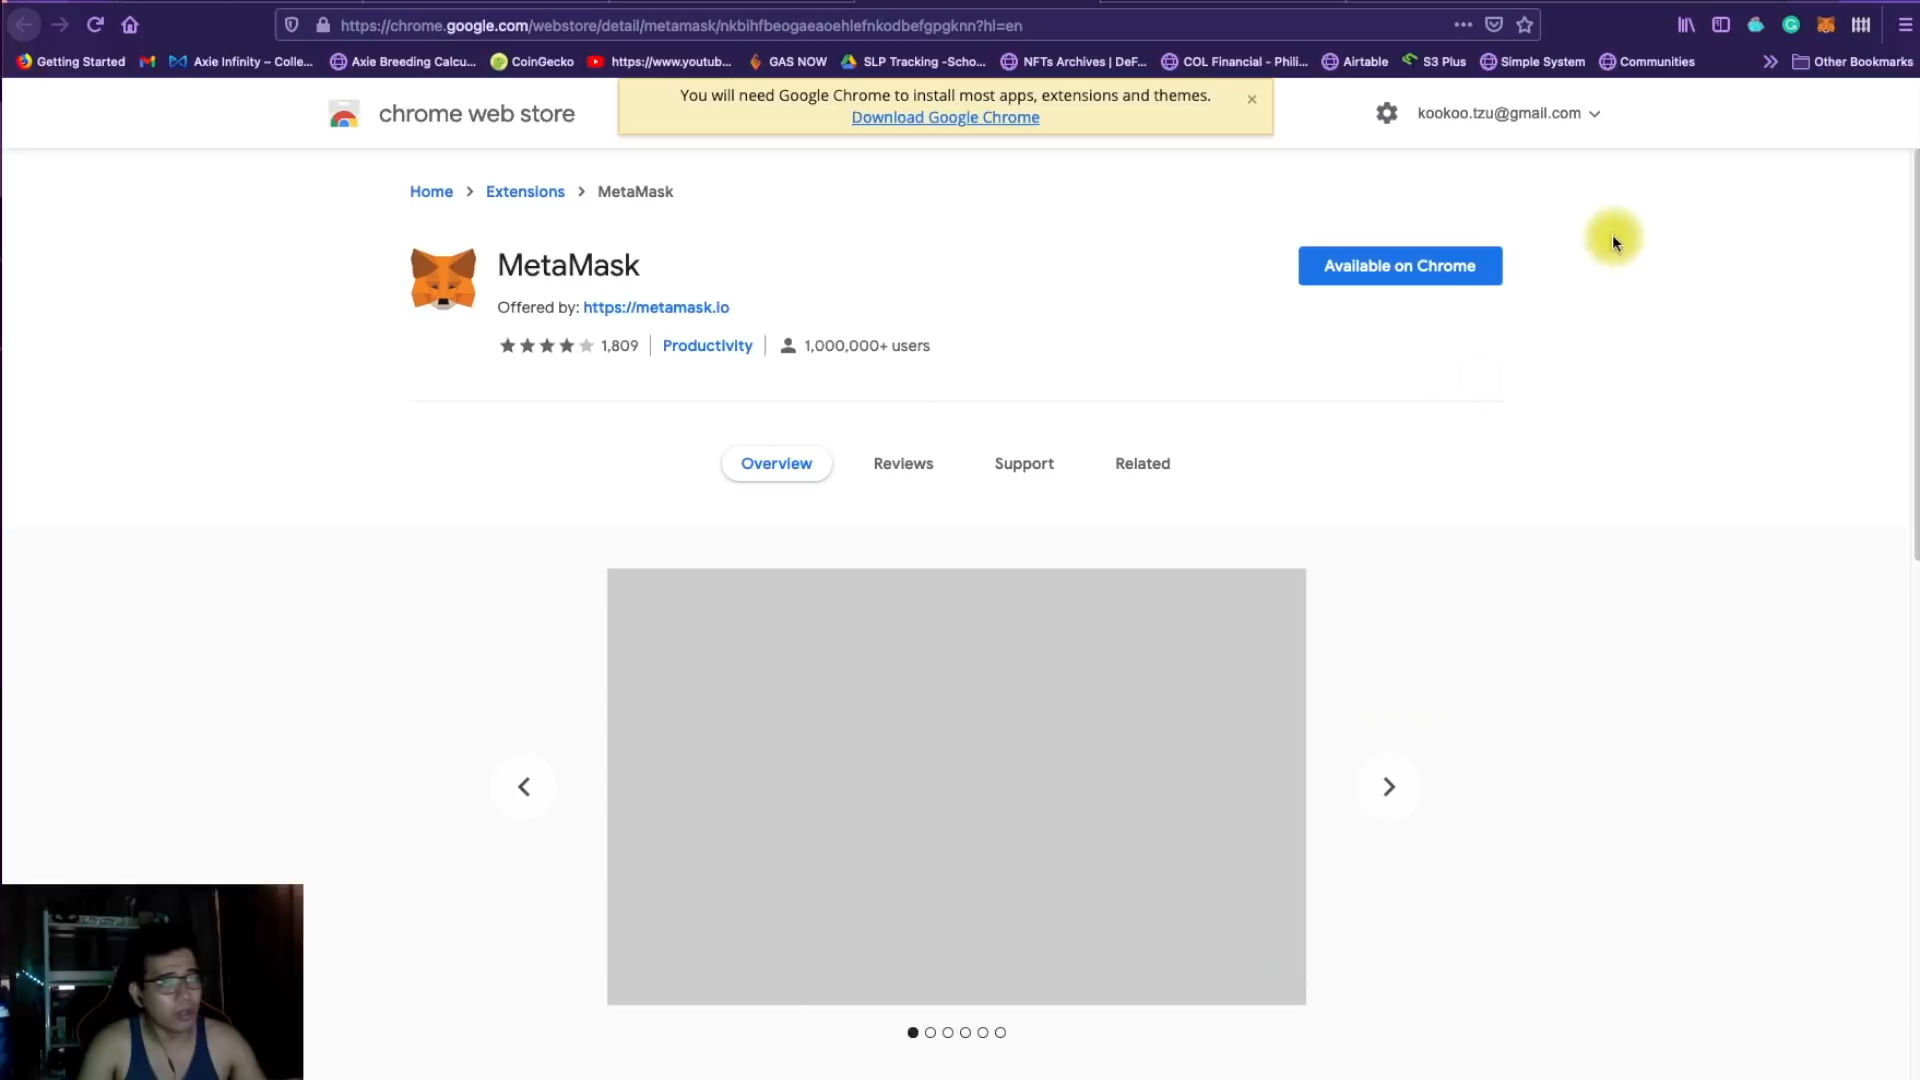 https://chrome.google.com/webstore/detail/metamask/nkbihfbeogaeaoehlefnkodbefgpgknn?hl=en
Getting Started
Axie Infinity – Colle...
Axie Breeding Calcu...
CoinGecko
https://www.youtub...
GAS NOW
SLP Tracking -Scho...
NFTs Archives | DeF...
COL Financial - Phili...
Airtable
S3 Plus
Simple System
Communities
Other Bookmarks
chrome web store
You will need Google Chrome to install most apps, extensions and themes.
Download Google Chrome
kookoo.tzu@gmail.com
Home > Extensions > MetaMask
MetaMask
Available on Chrome
Offered by: https://metamask.io
1,809 | Productivity | 1,000,000+ users
Overview
Reviews
Support
Related